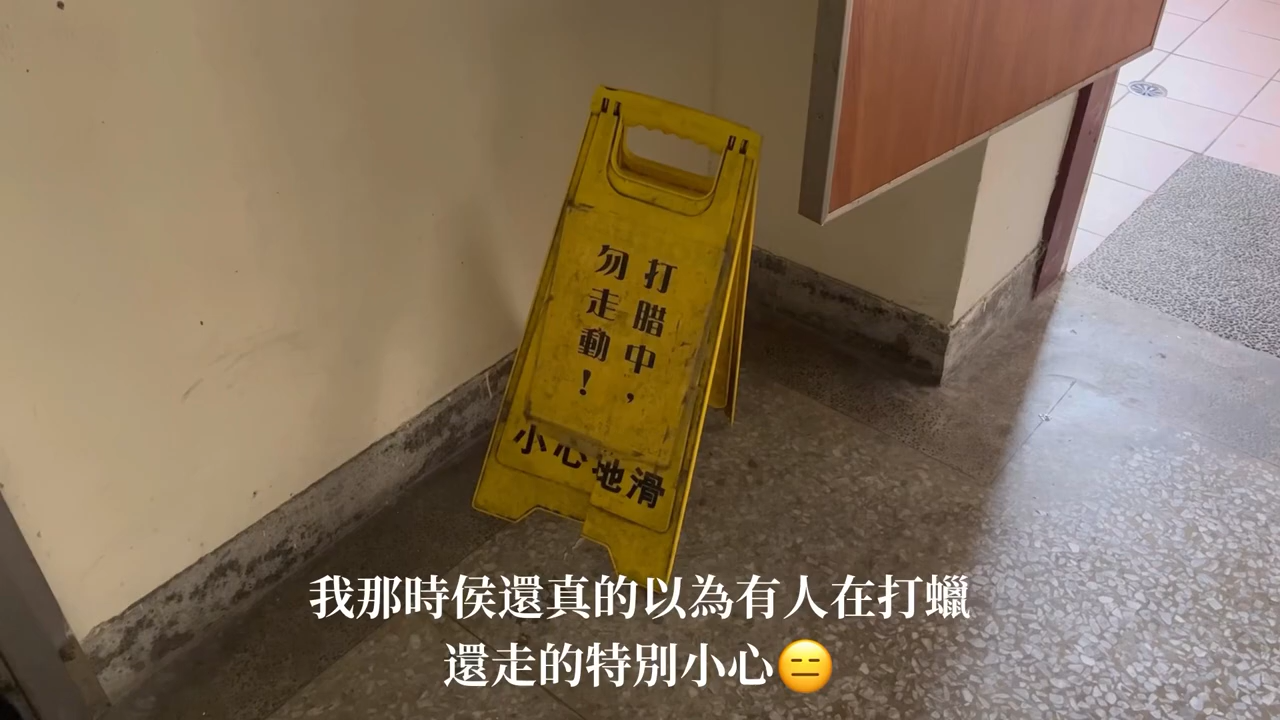 打腊中，
勿走動！
小心地滑
我那時侯還真的以為有人在打蠟
還走的特別小心😑